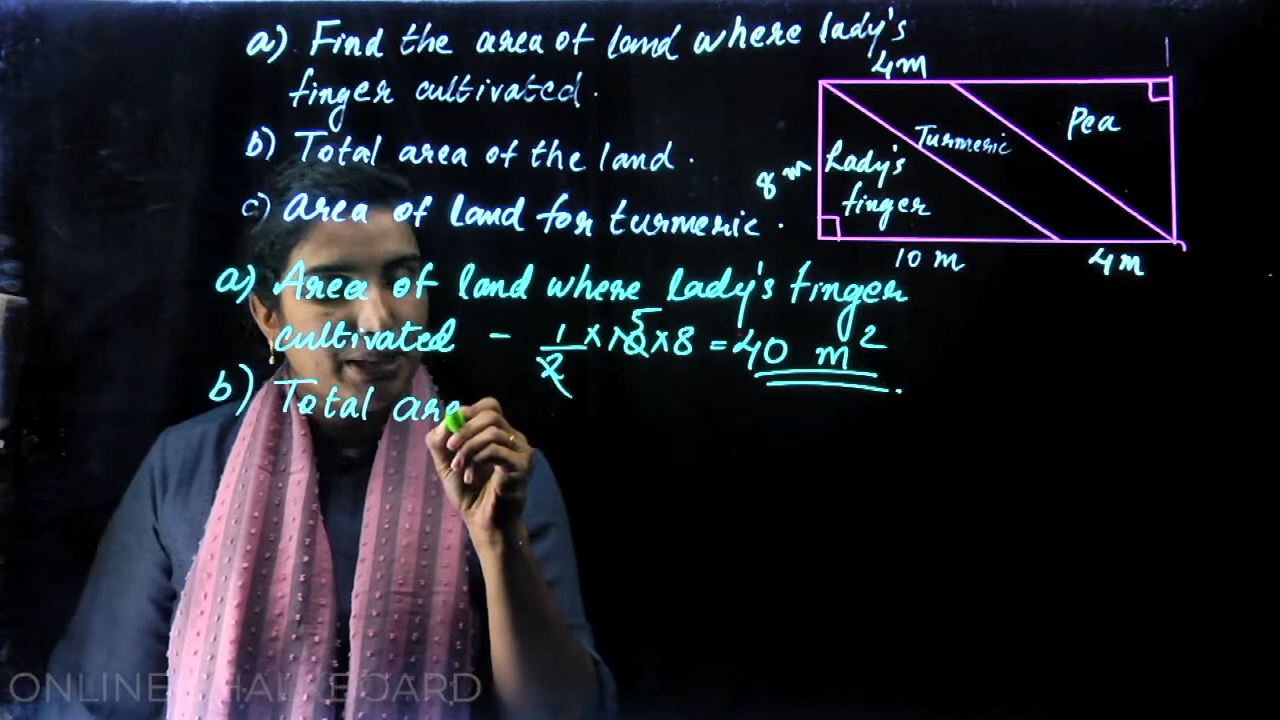 a) Find the area of land where lady's
finger cultivated.
b) Total area of the land.
c) area of land for turmeric.
4m
Pea
Turmeric
8 m
Lady's
finger
10 m
4m
a) Area of land where lady's finger
cultivated - 1/2 × 10 5 × 8 = 40 m²
b) Total are
ONLINE CHALKBOARD